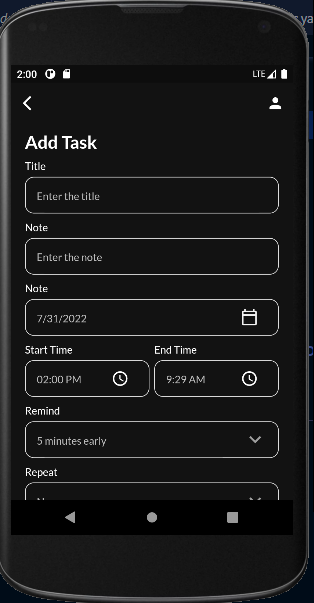 2:00 LTE
Add Task
Title
Enter the title
Note
Enter the note
Note
7/31/2022
Start Time End Time
02:00 PM 9:29 AM
Remind
5 minutes early
Repeat